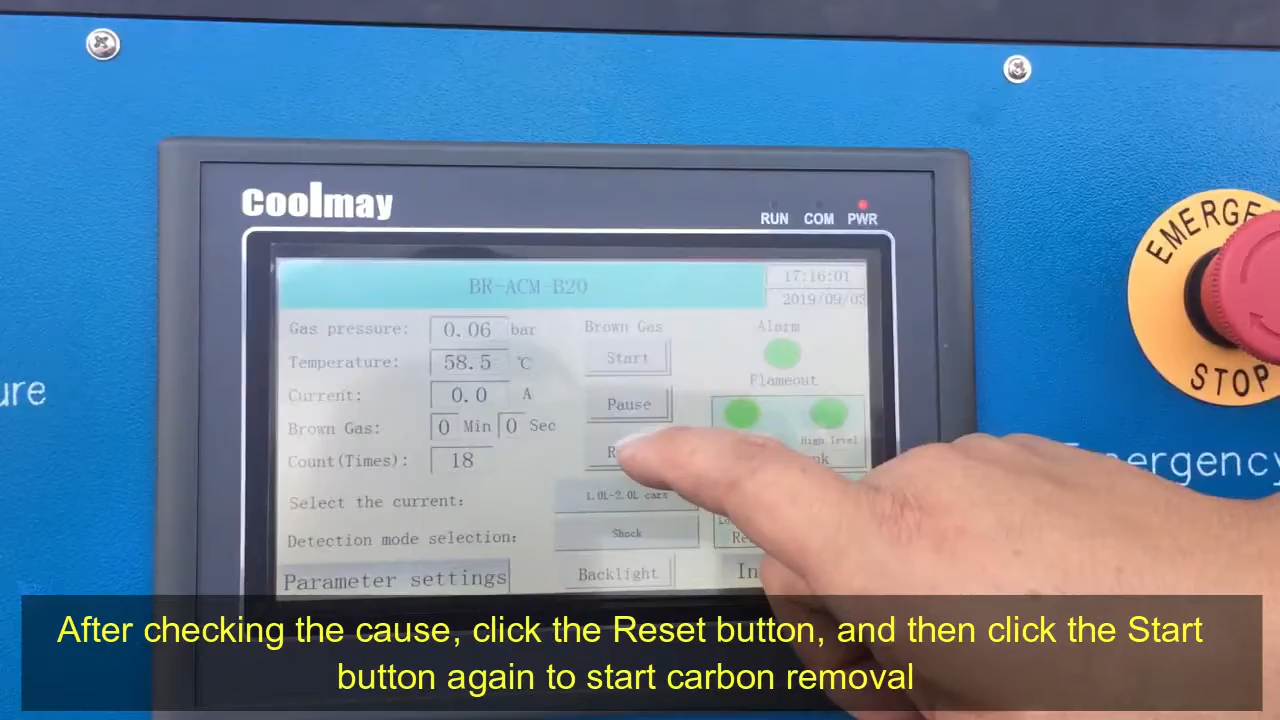 coolmay
RUN COM PWR
EMERGE
STOP
BR-ACM-B20
17:16:01
2019/09/03
Gas pressure: 0.06 bar
Brown Gas
Alarm
Temperature: 58.5 ℃
Start
Flameout
Current: 0.0 A
Pause
Brown Gas: 0 Min 0 Sec
High level
Count(Times): 18
Select the current:
1.0L-2.0L cars
Detection mode selection:
Shock
Parameter settings
Backlight
ure
ergency
After checking the cause, click the Reset button, and then click the Start
button again to start carbon removal